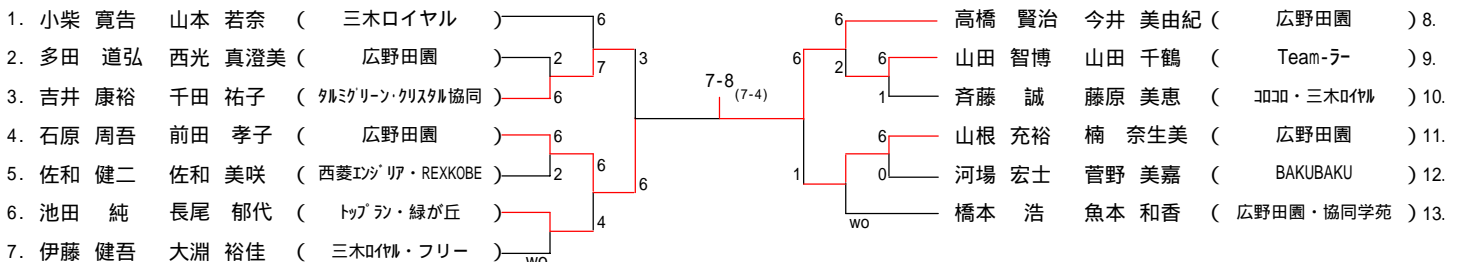 1. 小柴 寛告 山本 若奈 ( 三木ロイヤル )
2. 多田 道弘 西光 真澄美 ( 広野田園 )
3. 吉井 康裕 千田 祐子 ( ﾀﾙﾐｸﾞﾘｰﾝ・ｸﾘｽﾀﾙ協同 )
4. 石原 周吾 前田 孝子 ( 広野田園 )
5. 佐和 健二 佐和 美咲 ( 西菱ｴﾝｼﾞﾘｱ・REXKOBE )
6. 池田 純 長尾 郁代 ( ﾄｯﾌﾟﾗﾝ・緑が丘 )
7. 伊藤 健吾 大淵 裕佳 ( 三木ﾛｲﾔﾙ・フリー )
6
2
7
6
3
6
2
6
6
4
wo
7-8
(7-4)
6
6
2
6
1
6
0
1
wo
高橋 賢治 今井 美由紀 ( 広野田園 ) 8.
山田 智博 山田 千鶴 ( Team-ﾗｰ ) 9.
斉藤 誠 藤原 美恵 ( ｺﾛｺﾛ・三木ﾛｲﾔﾙ ) 10.
山根 充裕 楠 奈生美 ( 広野田園 ) 11.
河場 宏士 菅野 美嘉 ( BAKUBAKU ) 12.
橋本 浩 魚本 和香 ( 広野田園・協同学苑 ) 13.